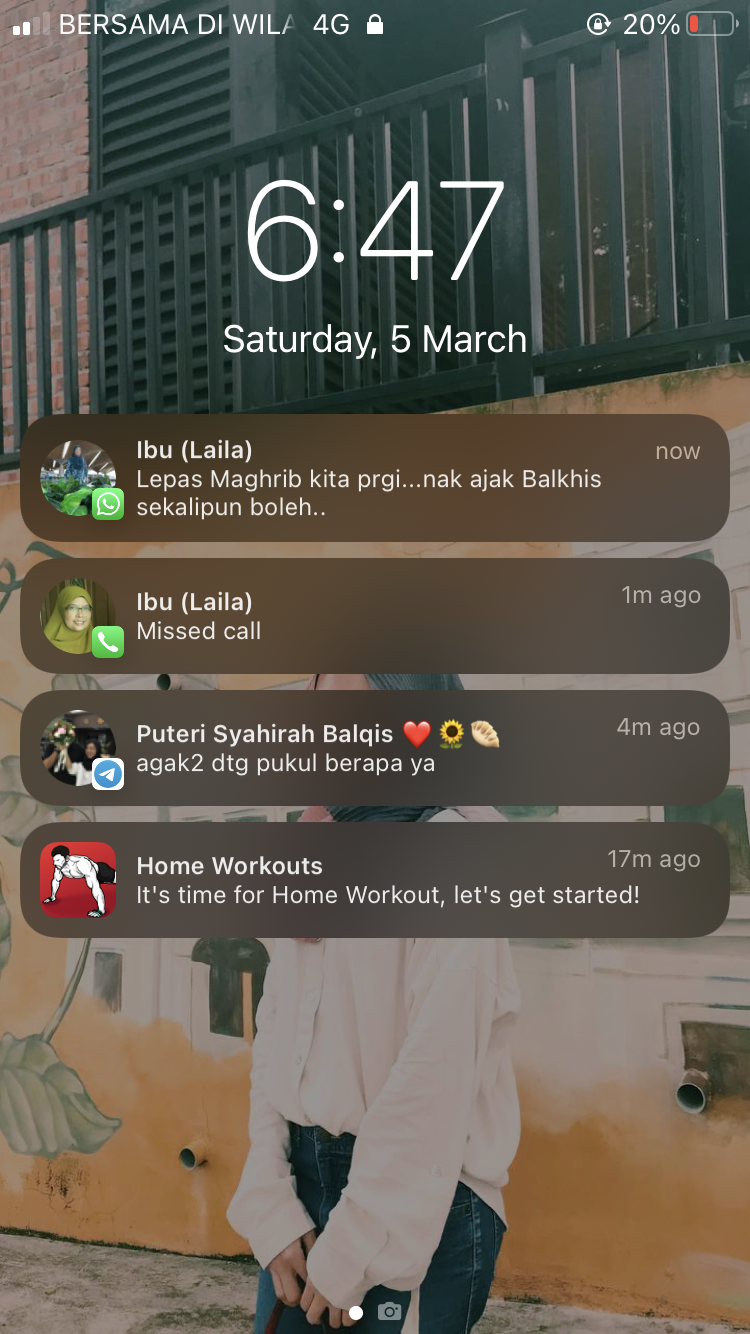 BERSAMA DI WILA 4G 20%
6:47
Saturday, 5 March
Ibu (Laila) now
Lepas Maghrib kita prgi...nak ajak Balkhis
sekalipun boleh..
Ibu (Laila) 1m ago
Missed call
Puteri Syahirah Balqis ❤️🌻🥟 4m ago
agak2 dtg pukul berapa ya
Home Workouts 17m ago
It's time for Home Workout, let's get started!